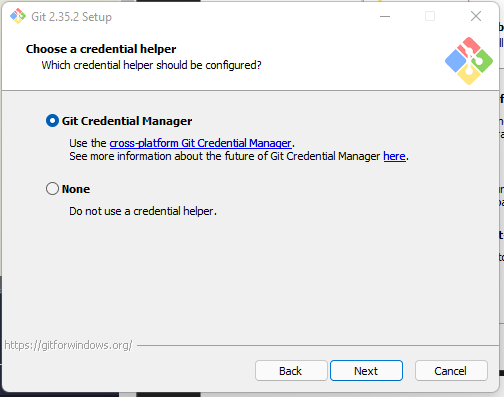 Git 2.35.2 Setup
Choose a credential helper
Which credential helper should be configured?
Git Credential Manager
Use the cross-platform Git Credential Manager.
See more information about the future of Git Credential Manager here.
None
Do not use a credential helper.
https://gitforwindows.org/
Back
Next
Cancel